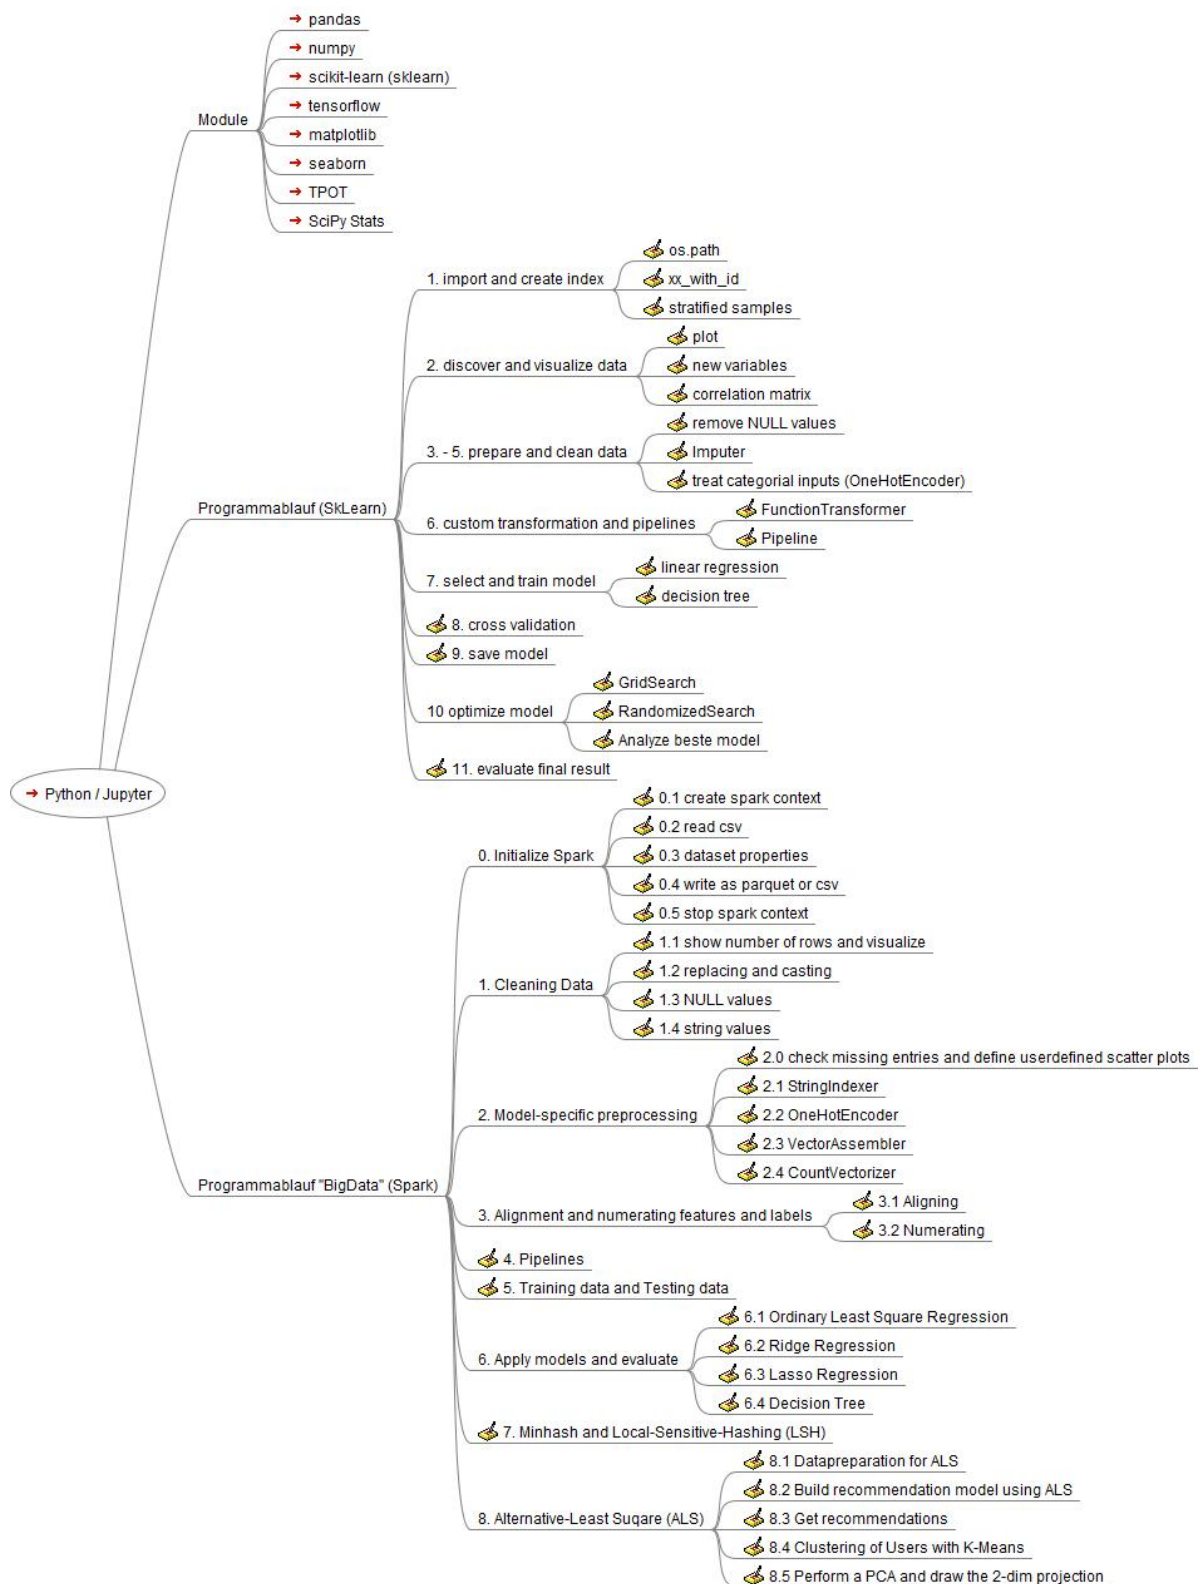 pandas
numpy
scikit-learn (sklearn)
tensorflow
Module
matplotlib
seaborn
TPOT
SciPy Stats
os.path
1. import and create index
xx_with_id
stratified samples
plot
2. discover and visualize data
new variables
correlation matrix
remove NULL values
3. - 5. prepare and clean data
Imputer
treat categorial inputs (OneHotEncoder)
Programmablauf (SkLearn)
FunctionTransformer
6. custom transformation and pipelines
Pipeline
linear regression
7. select and train model
decision tree
8. cross validation
9. save model
GridSearch
10 optimize model
RandomizedSearch
Analyze beste model
11. evaluate final result
Python / Jupyter
0.1 create spark context
0.2 read csv
0. Initialize Spark
0.3 dataset properties
0.4 write as parquet or csv
0.5 stop spark context
1.1 show number of rows and visualize
1.2 replacing and casting
1. Cleaning Data
1.3 NULL values
1.4 string values
2.0 check missing entries and define userdefined scatter plots
2.1 StringIndexer
2. Model-specific preprocessing
2.2 OneHotEncoder
2.3 VectorAssembler
2.4 CountVectorizer
Programmablauf "BigData" (Spark)
3.1 Aligning
3. Alignment and numerating features and labels
3.2 Numerating
4. Pipelines
5. Training data and Testing data
6.1 Ordinary Least Square Regression
6.2 Ridge Regression
6. Apply models and evaluate
6.3 Lasso Regression
6.4 Decision Tree
7. Minhash and Local-Sensitive-Hashing (LSH)
8.1 Datapreparation for ALS
8.2 Build recommendation model using ALS
8. Alternative-Least Suqare (ALS)
8.3 Get recommendations
8.4 Clustering of Users with K-Means
8.5 Perform a PCA and draw the 2-dim projection